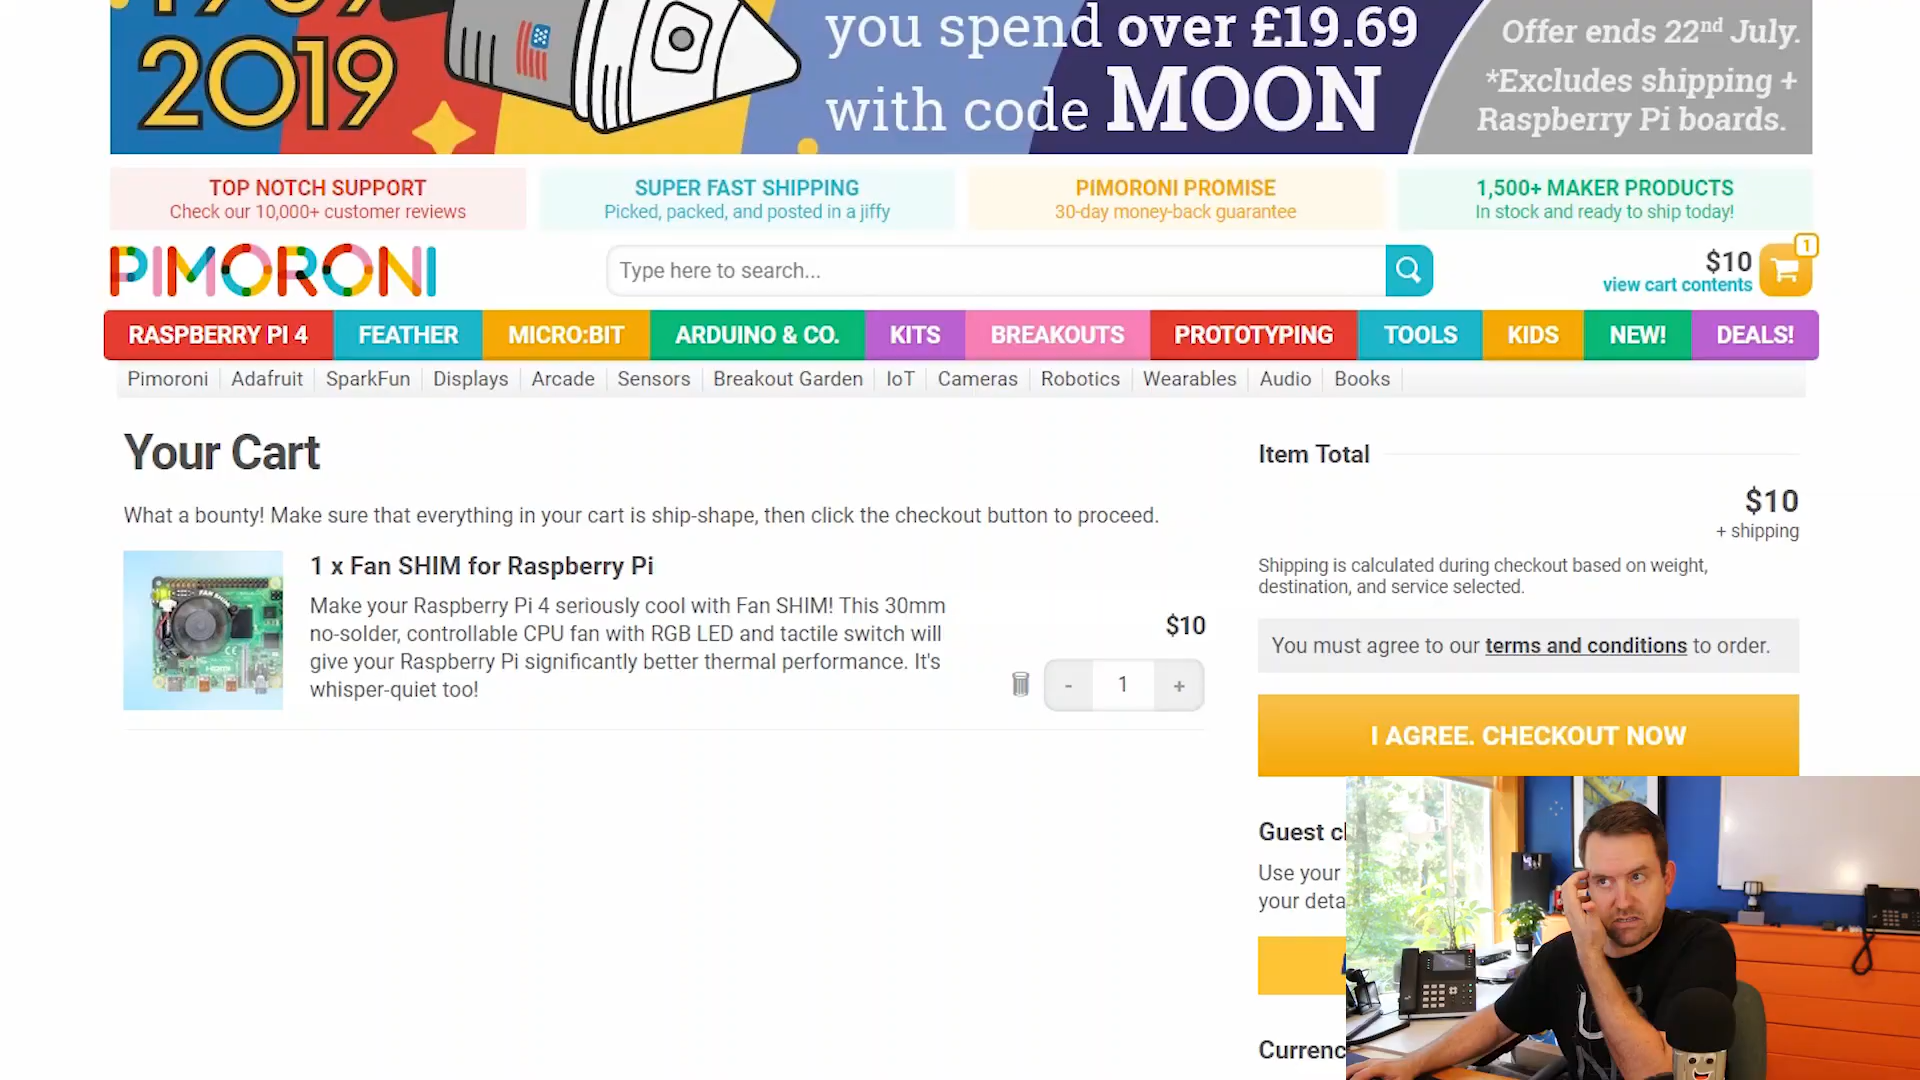 2019
you spend over £19.69
with code MOON
Offer ends 22nd July.
*Excludes shipping +
Raspberry Pi boards.
TOP NOTCH SUPPORT
Check our 10,000+ customer reviews
SUPER FAST SHIPPING
Picked, packed, and posted in a jiffy
PIMORONI PROMISE
30-day money-back guarantee
1,500+ MAKER PRODUCTS
In stock and ready to ship today!
PIMORONI
Type here to search...
$10
view cart contents
1
RASPBERRY PI 4 FEATHER MICRO:BIT ARDUINO & CO. KITS BREAKOUTS PROTOTYPING TOOLS KIDS NEW! DEALS!
Pimoroni Adafruit SparkFun Displays Arcade Sensors Breakout Garden IoT Cameras Robotics Wearables Audio Books
Your Cart
What a bounty! Make sure that everything in your cart is ship-shape, then click the checkout button to proceed.
1 x Fan SHIM for Raspberry Pi
Make your Raspberry Pi 4 seriously cool with Fan SHIM! This 30mm
no-solder, controllable CPU fan with RGB LED and tactile switch will
give your Raspberry Pi significantly better thermal performance. It's
whisper-quiet too!
$10
- 1 +
Item Total
$10
+ shipping
Shipping is calculated during checkout based on weight,
destination, and service selected.
You must agree to our terms and conditions to order.
I AGREE. CHECKOUT NOW
Guest
Use your
your